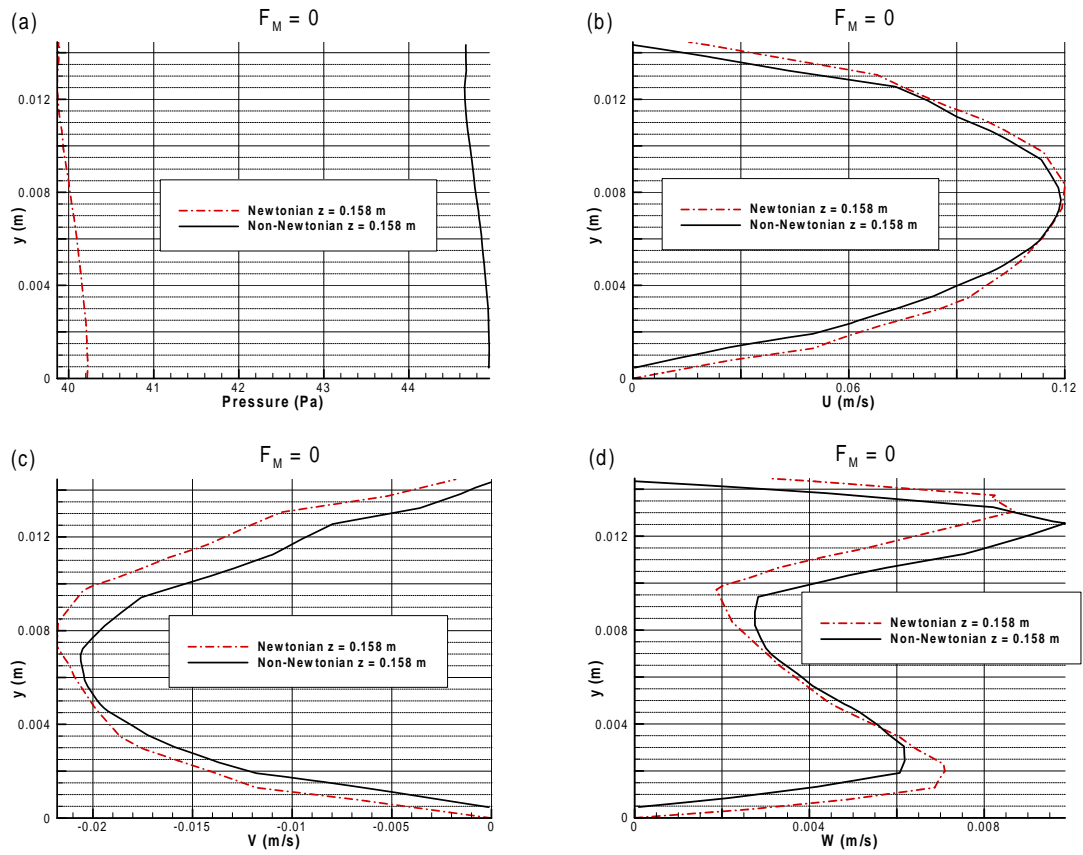 (a)
F_M = 0
y (m)
0.012
0.008
0.004
0
Newtonian z = 0.158 m
Non-Newtonian z = 0.158 m
40 41 42 43 44
Pressure (Pa)
(b)
F_M = 0
y (m)
0.012
0.008
0.004
0
Newtonian z = 0.158 m
Non-Newtonian z = 0.158 m
0 0.06 0.12
U (m/s)
(c)
F_M = 0
y (m)
0.012
0.008
0.004
0
Newtonian z = 0.158 m
Non-Newtonian z = 0.158 m
-0.02 -0.015 -0.01 -0.005 0
V (m/s)
(d)
F_M = 0
y (m)
0.012
0.008
0.004
0
Newtonian z = 0.158 m
Non-Newtonian z = 0.158 m
0 0.004 0.008
W (m/s)